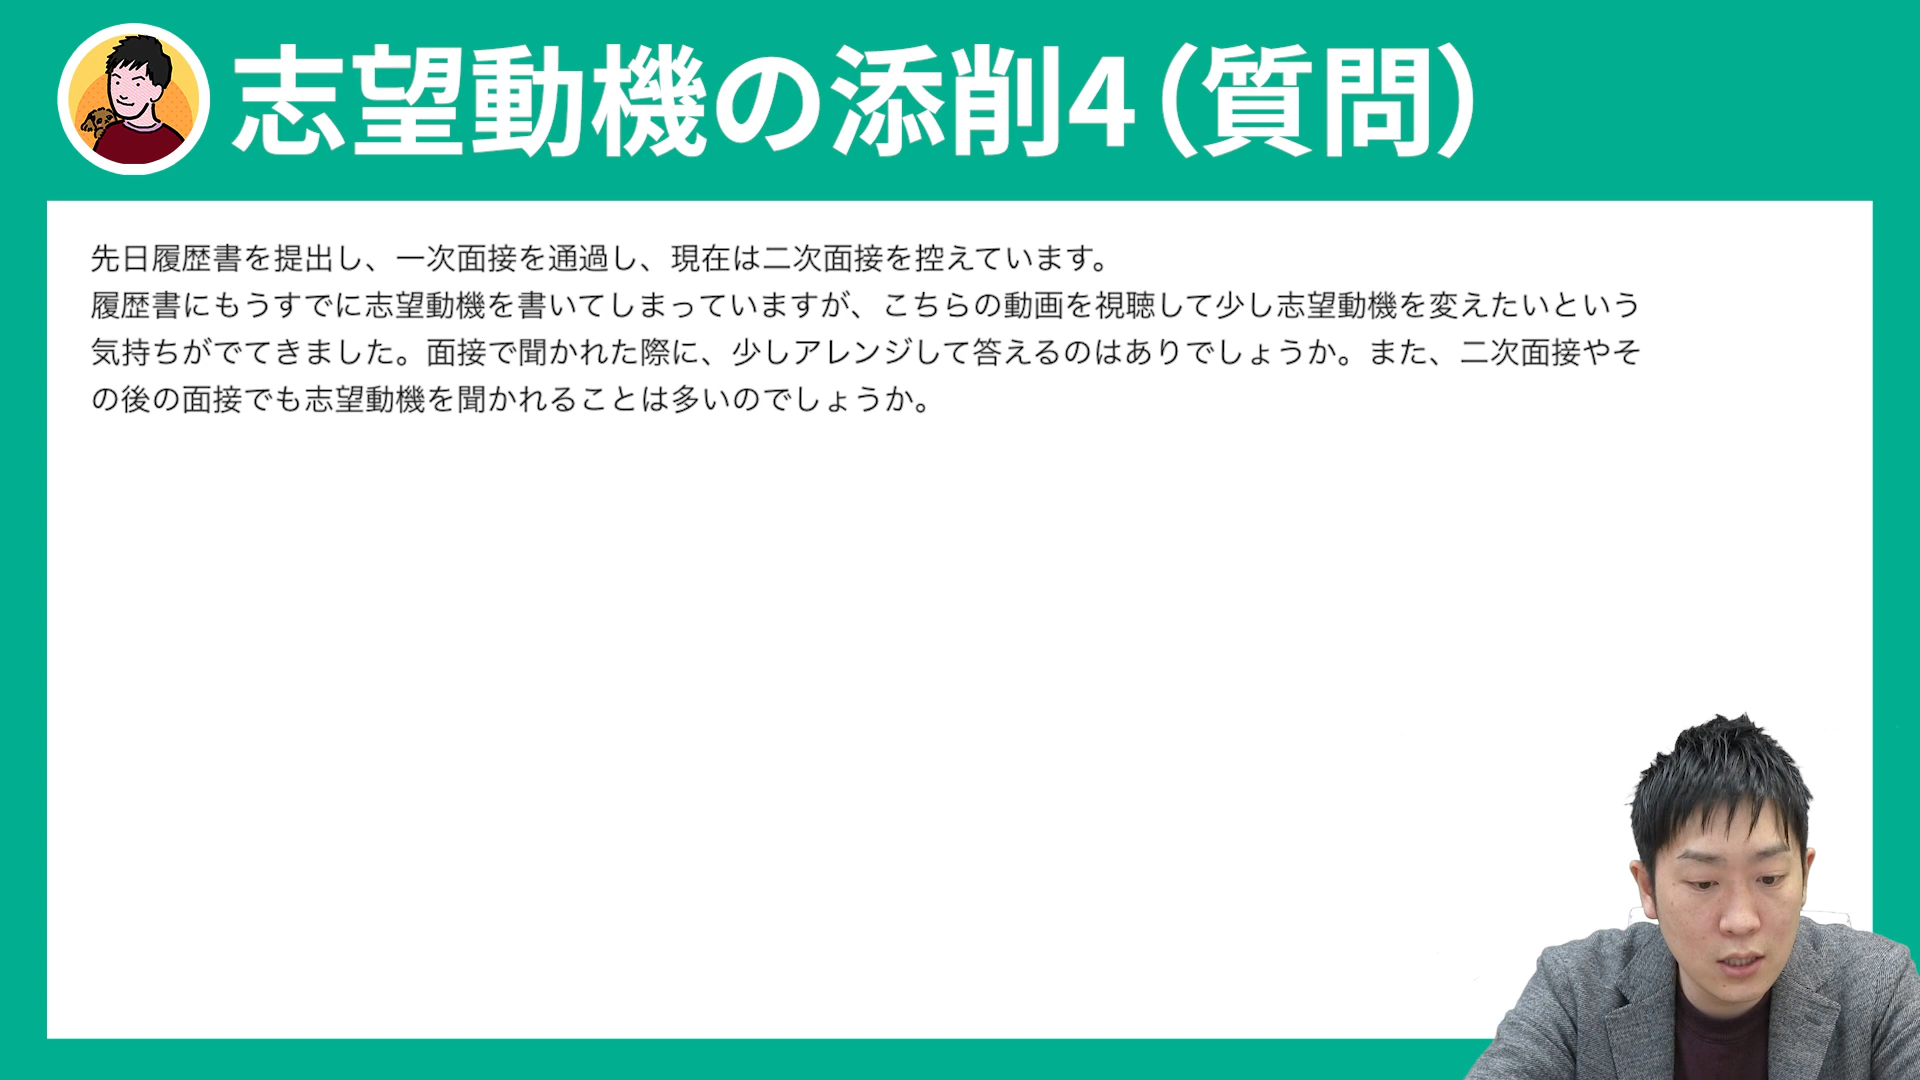 志望動機の添削4（質問）
先日履歴書を提出し、一次面接を通過し、現在は二次面接を控えています。
履歴書にもうすでに志望動機を書いてしまっていますが、こちらの動画を視聴して少し志望動機を変えたいという
気持ちがでてきました。面接で聞かれた際に、少しアレンジして答えるのはありでしょうか。また、二次面接やそ
の後の面接でも志望動機を聞かれることは多いのでしょうか。